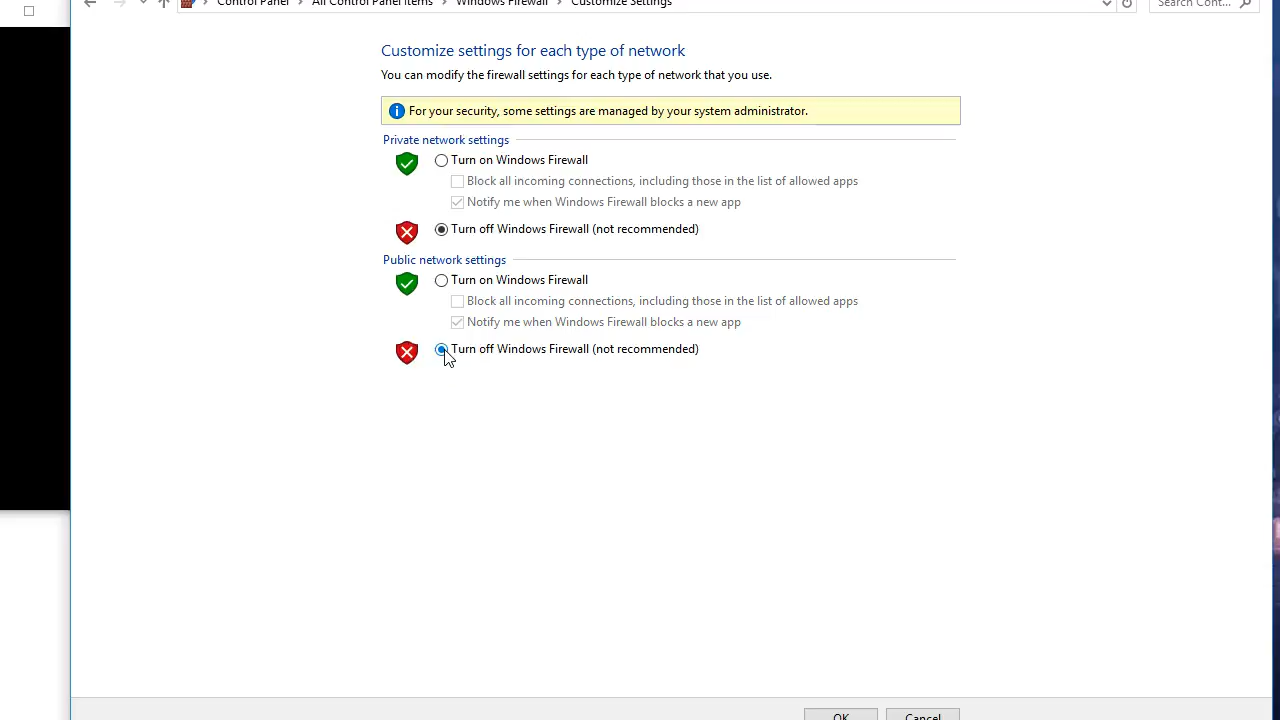 Control Panel > All Control Panel Items > Windows Firewall > Customize Settings
Search Cont...
Customize settings for each type of network
You can modify the firewall settings for each type of network that you use.
For your security, some settings are managed by your system administrator.
Private network settings
Turn on Windows Firewall
Block all incoming connections, including those in the list of allowed apps
Notify me when Windows Firewall blocks a new app
Turn off Windows Firewall (not recommended)
Public network settings
Turn on Windows Firewall
Block all incoming connections, including those in the list of allowed apps
Notify me when Windows Firewall blocks a new app
Turn off Windows Firewall (not recommended)
OK Cancel